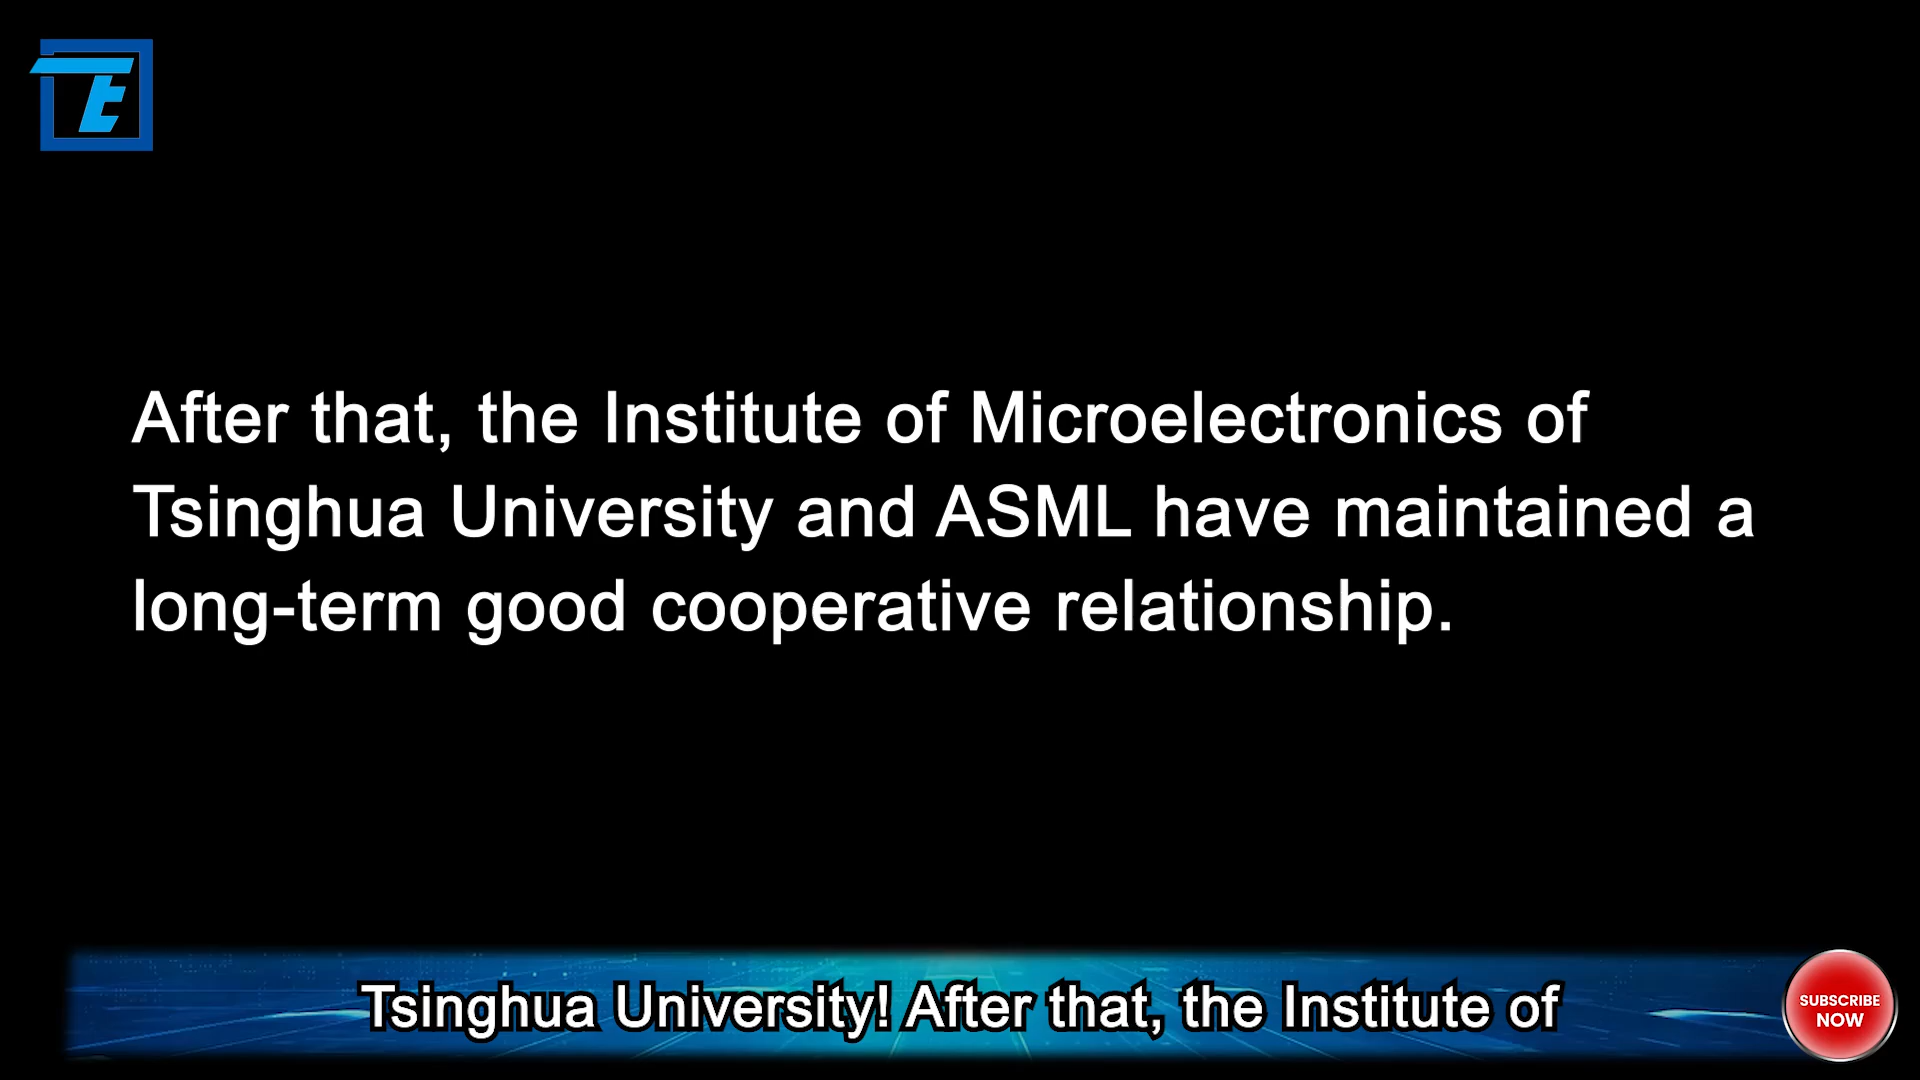 TE
After that, the Institute of Microelectronics of
Tsinghua University and ASML have maintained a
long-term good cooperative relationship.
Tsinghua University! After that, the Institute of
SUBSCRIBE
NOW